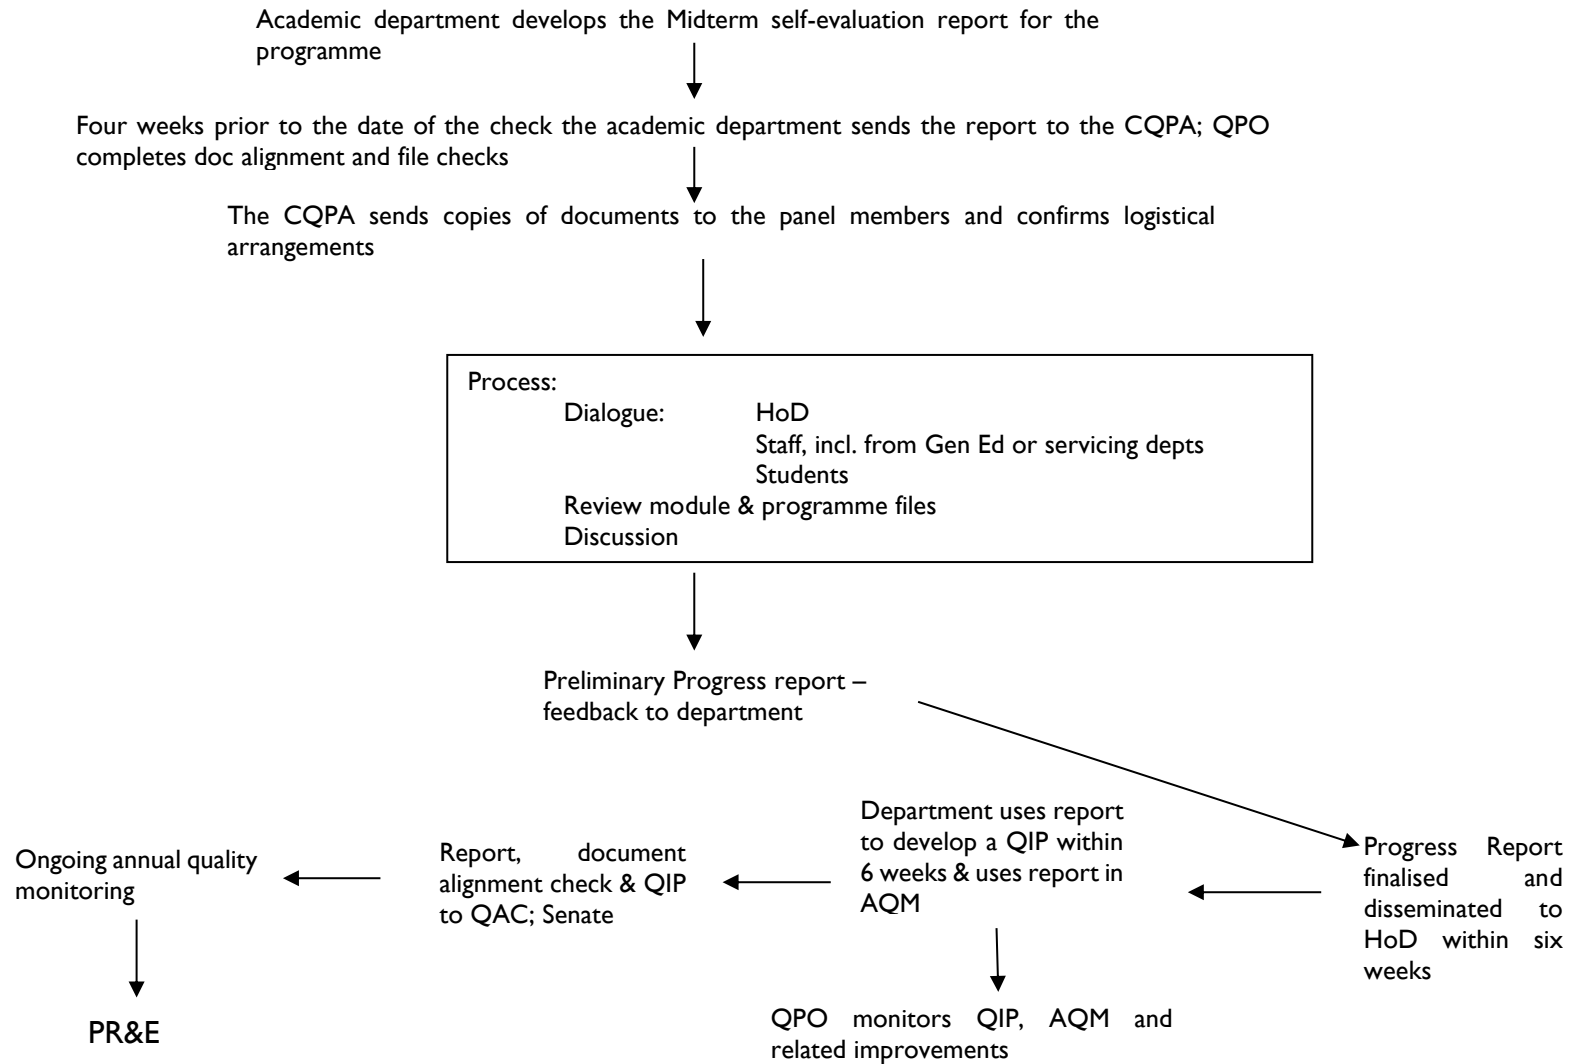 Academic department develops the Midterm self-evaluation report for the
programme
Four weeks prior to the date of the check the academic department sends the report to the CQPA; QPO
completes doc alignment and file checks
The CQPA sends copies of documents to the panel members and confirms logistical
arrangements
Process:
Dialogue: HoD
Staff, incl. from Gen Ed or servicing depts
Students
Review module & programme files
Discussion
Preliminary Progress report –
feedback to department
Progress Report
finalised and
disseminated to
HoD within six
weeks
Department uses report
to develop a QIP within
6 weeks & uses report in
AQM
Report, document
alignment check & QIP
to QAC; Senate
Ongoing annual quality
monitoring
PR&E
QPO monitors QIP, AQM and
related improvements